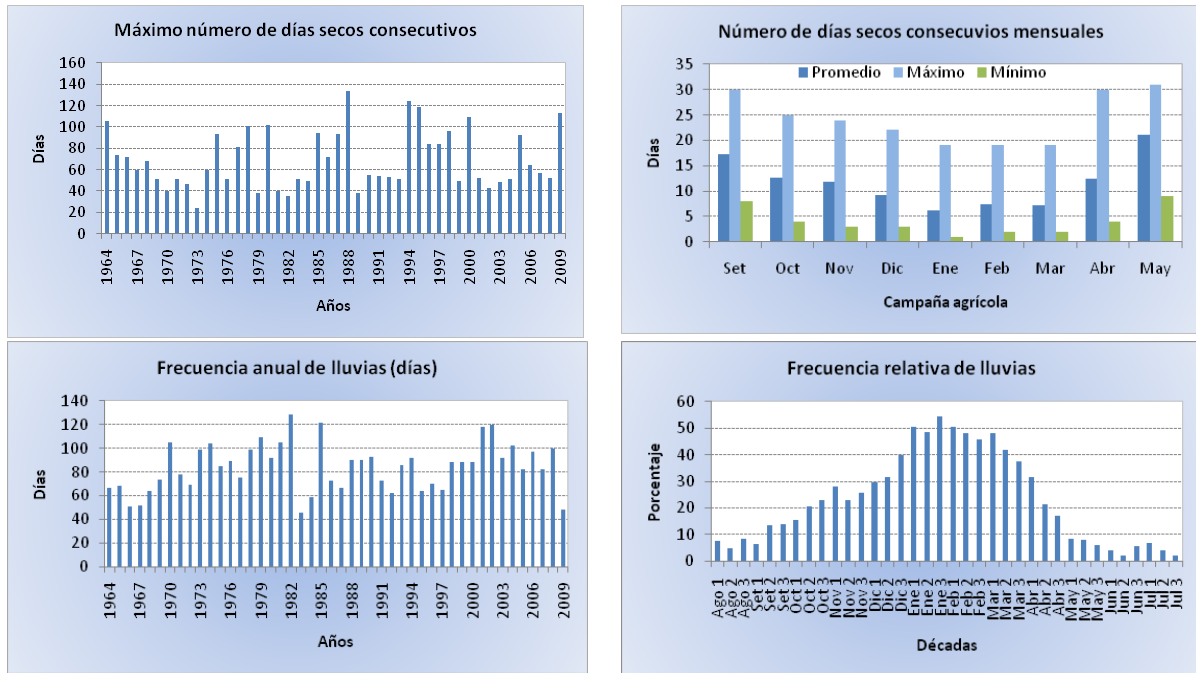 Máximo número de días secos consecutivos
160
140
120
100
80
60
40
20
0
Días
1964
1967
1970
1973
1976
1979
1982
1985
1988
1991
1994
1997
2000
2003
2006
2009
Años
Número de días secos consecuvios mensuales
35
30
25
20
15
10
5
0
Promedio Máximo Mínimo
Días
Set Oct Nov Dic Ene Feb Mar Abr May
Campaña agrícola
Frecuencia anual de lluvias (días)
140
120
100
80
60
40
20
0
Días
1964
1967
1970
1973
1976
1979
1982
1985
1988
1991
1994
1997
2000
2003
2006
2009
Años
Frecuencia relativa de lluvias
60
50
40
30
20
10
0
Porcentaje
Ago 1
Ago 2
Ago 3
Set 1
Set 2
Set 3
Oct 1
Oct 2
Oct 3
Nov 1
Nov 2
Nov 3
Dic 1
Dic 2
Dic 3
Ene 1
Ene 2
Ene 3
Feb 1
Feb 2
Feb 3
Mar 1
Mar 2
Mar 3
Abr 1
Abr 2
Abr 3
May 1
May 2
May 3
Jun 1
Jun 2
Jun 3
Jul 1
Jul 2
Jul 3
Décadas